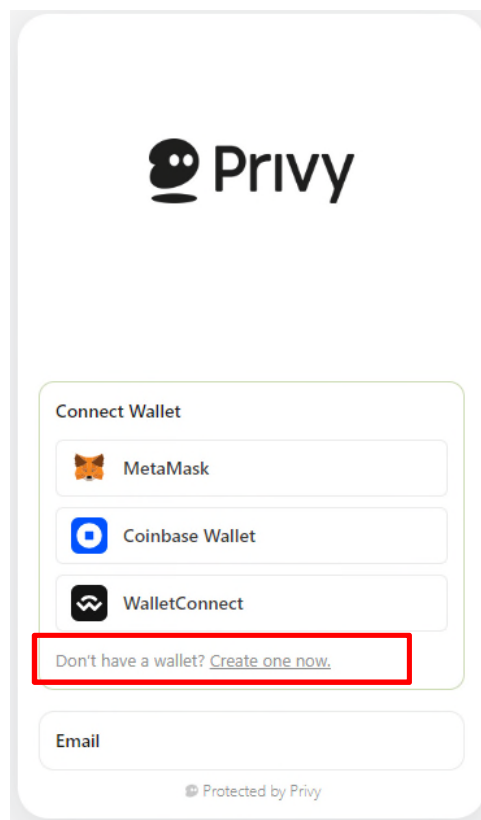 Privy
Connect Wallet
MetaMask
Coinbase Wallet
WalletConnect
Don't have a wallet? Create one now.
Email
Protected by Privy